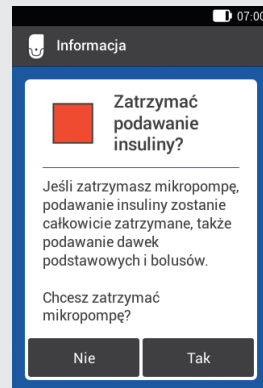 07:00
Informacja
Zatrzymać
podawanie
insuliny?
Jeśli zatrzymasz mikropompę,
podawanie insuliny zostanie
całkowicie zatrzymane, także
podawanie dawek
podstawowych i bolusów.
Chcesz zatrzymać
mikropompę?
Nie Tak